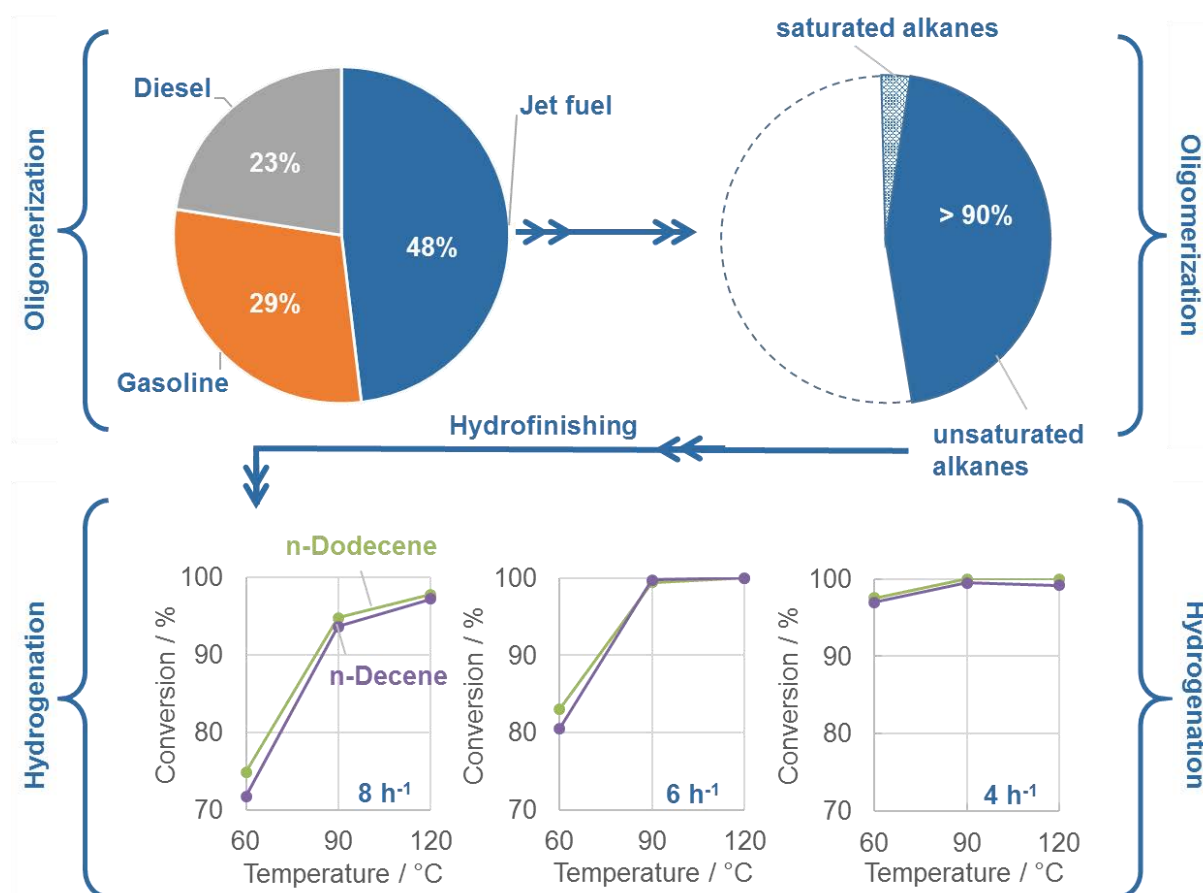 saturated alkanes
Diesel
Jet fuel
23%
48%
29%
> 90%
Gasoline
Oligomerization
Oligomerization
Hydrofinishing
unsaturated
alkanes
n-Dodecene
n-Decene
Hydrogenation
Conversion / %
100
90
80
70
8 h⁻¹
60
90
120
Temperature / °C
Conversion / %
100
90
80
70
6 h⁻¹
60
90
120
Temperature / °C
Conversion / %
100
90
80
70
4 h⁻¹
60
90
120
Temperature / °C
Hydrogenation